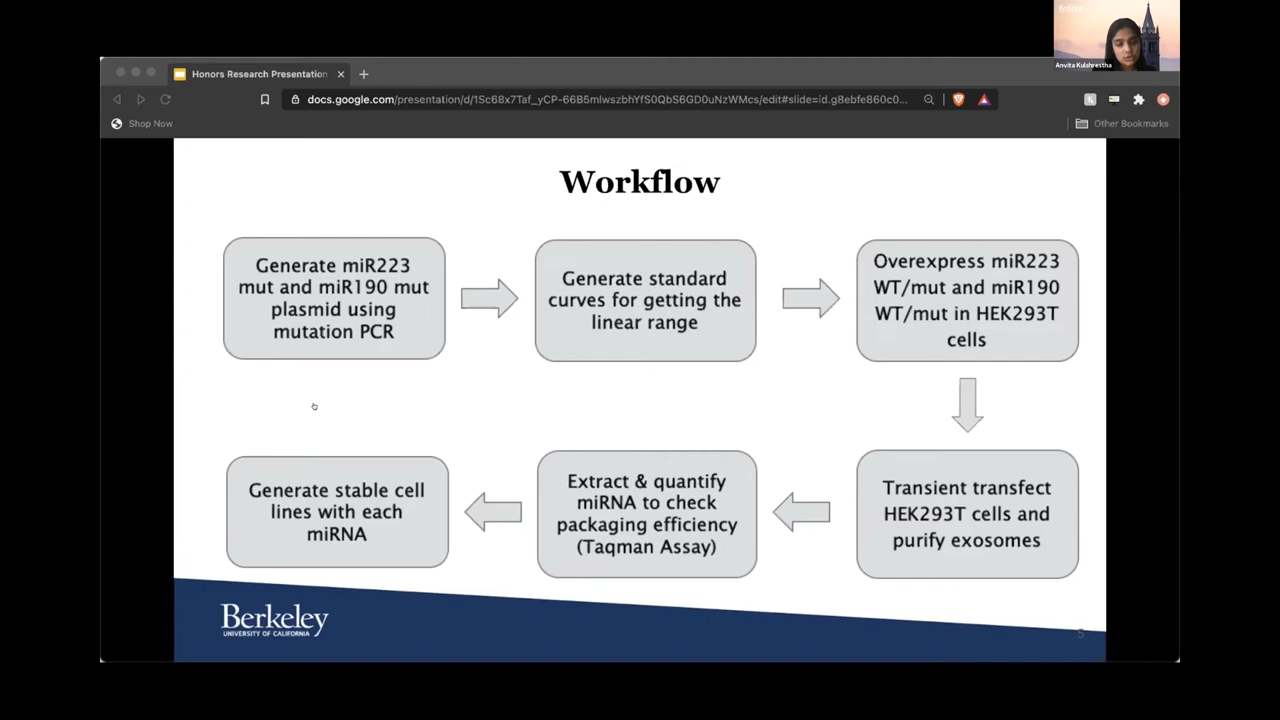 Berkeley
Anvita Kulshrestha
Honors Research Presentation
docs.google.com/presentation/d/1Sc68x7Taf_yCP-66B5mlwszbhYfS0QbS6GD0uNzWMcs/edit#slide=id.g8ebfe860c0...
Shop Now
Other Bookmarks
Workflow
Generate miR223
mut and miR190 mut
plasmid using
mutation PCR
Generate standard
curves for getting the
linear range
Overexpress miR223
WT/mut and miR190
WT/mut in HEK293T
cells
Generate stable cell
lines with each
miRNA
Extract & quantify
miRNA to check
packaging efficiency
(Taqman Assay)
Transient transfect
HEK293T cells and
purify exosomes
Berkeley
UNIVERSITY OF CALIFORNIA
5